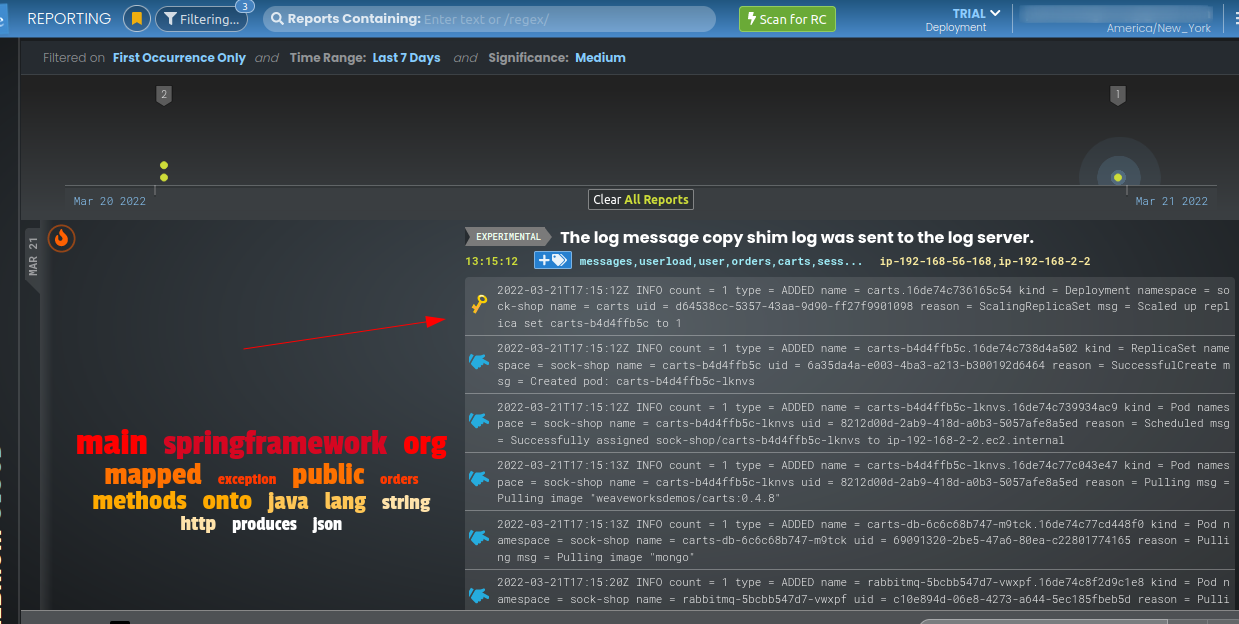 REPORTING
Filtering...
3
Reports Containing: Enter text or /regex/
Scan for RC
TRIAL
Deployment
America/New_York
Filtered on First Occurrence Only and Time Range: Last 7 Days and Significance: Medium
2
1
Mar 20 2022
Clear All Reports
Mar 21 2022
MAR 21
main springframework org
mapped exception public orders
methods onto java lang string
http produces json
EXPERIMENTAL The log message copy shim log was sent to the log server.
13:15:12 messages,userload,user,orders,carts,sess... ip-192-168-56-168,ip-192-168-2-2
2022-03-21T17:15:12Z INFO count = 1 type = ADDED name = carts.16de74c736165c54 kind = Deployment namespace = so
ck-shop name = carts uid = d64538cc-5357-43aa-9d90-ff27f9901098 reason = ScalingReplicaSet msg = Scaled up repl
ica set carts-b4d4ffb5c to 1
2022-03-21T17:15:12Z INFO count = 1 type = ADDED name = carts-b4d4ffb5c.16de74c738d4a502 kind = ReplicaSet name
space = sock-shop name = carts-b4d4ffb5c uid = 6a35da4a-e003-4ba3-a213-b300192d6464 reason = SuccessfulCreate m
sg = Created pod: carts-b4d4ffb5c-lknvs
2022-03-21T17:15:12Z INFO count = 1 type = ADDED name = carts-b4d4ffb5c-lknvs.16de74c739934ac9 kind = Pod names
pace = sock-shop name = carts-b4d4ffb5c-lknvs uid = 8212d00d-2ab9-418d-a0b3-5057afe8a5ed reason = Scheduled msg
= Successfully assigned sock-shop/carts-b4d4ffb5c-lknvs to ip-192-168-2-2.ec2.internal
2022-03-21T17:15:13Z INFO count = 1 type = ADDED name = carts-b4d4ffb5c-lknvs.16de74c77c043e47 kind = Pod names
pace = sock-shop name = carts-b4d4ffb5c-lknvs uid = 8212d00d-2ab9-418d-a0b3-5057afe8a5ed reason = Pulling msg =
Pulling image "weaveworksdemos/carts:0.4.8"
2022-03-21T17:15:13Z INFO count = 1 type = ADDED name = carts-db-6c6c68b747-m9tck.16de74c77cd448f0 kind = Pod n
amespace = sock-shop name = carts-db-6c6c68b747-m9tck uid = 69091320-2be5-47a6-80ea-c22801774165 reason = Pulli
ng msg = Pulling image "mongo"
2022-03-21T17:15:20Z INFO count = 1 type = ADDED name = rabbitmq-5bcbb547d7-vwxpf.16de74c8f2d9c1e8 kind = Pod n
amespace = sock-shop name = rabbitmq-5bcbb547d7-vwxpf uid = c10e894d-06e8-4273-a644-5ec185fbeb5d reason = Pulli